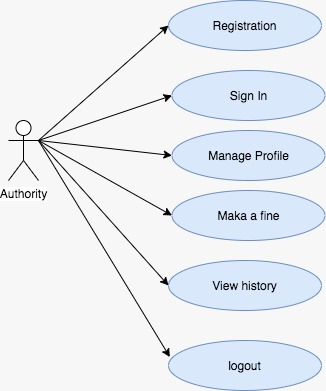 Registration
Sign In
Manage Profile
Authority
Maka a fine
View history
logout